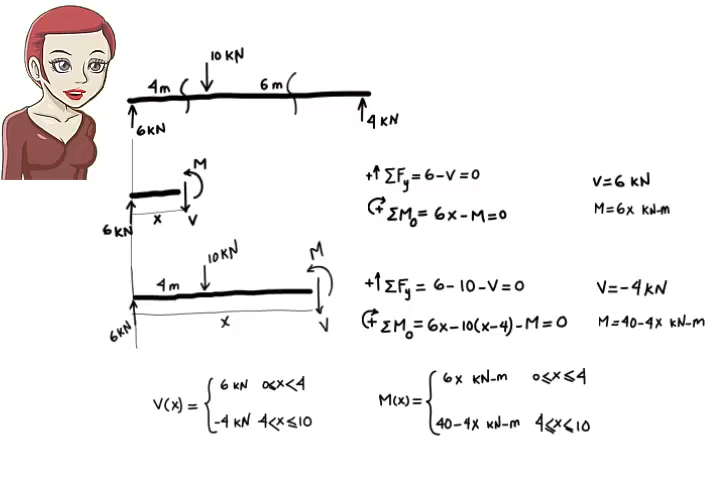 10 KN
4m 6m
6KN 4 KN
M
ΣFy = 6 - V = 0 V = 6 KN
x V ΣMo = 6x - M = 0 M = 6x KN-m
6KN
10KN M
4m ΣFy = 6 - 10 - V = 0 V = -4 KN
6KN x V ΣMo = 6x - 10(x-4) - M = 0 M = 40-4x KN-m
6 KN 0≤x<4 6x KN-m 0≤x≤4
V(x) = M(x) =
-4 KN 4<x≤10 40-4x KN-m 4≤x≤10